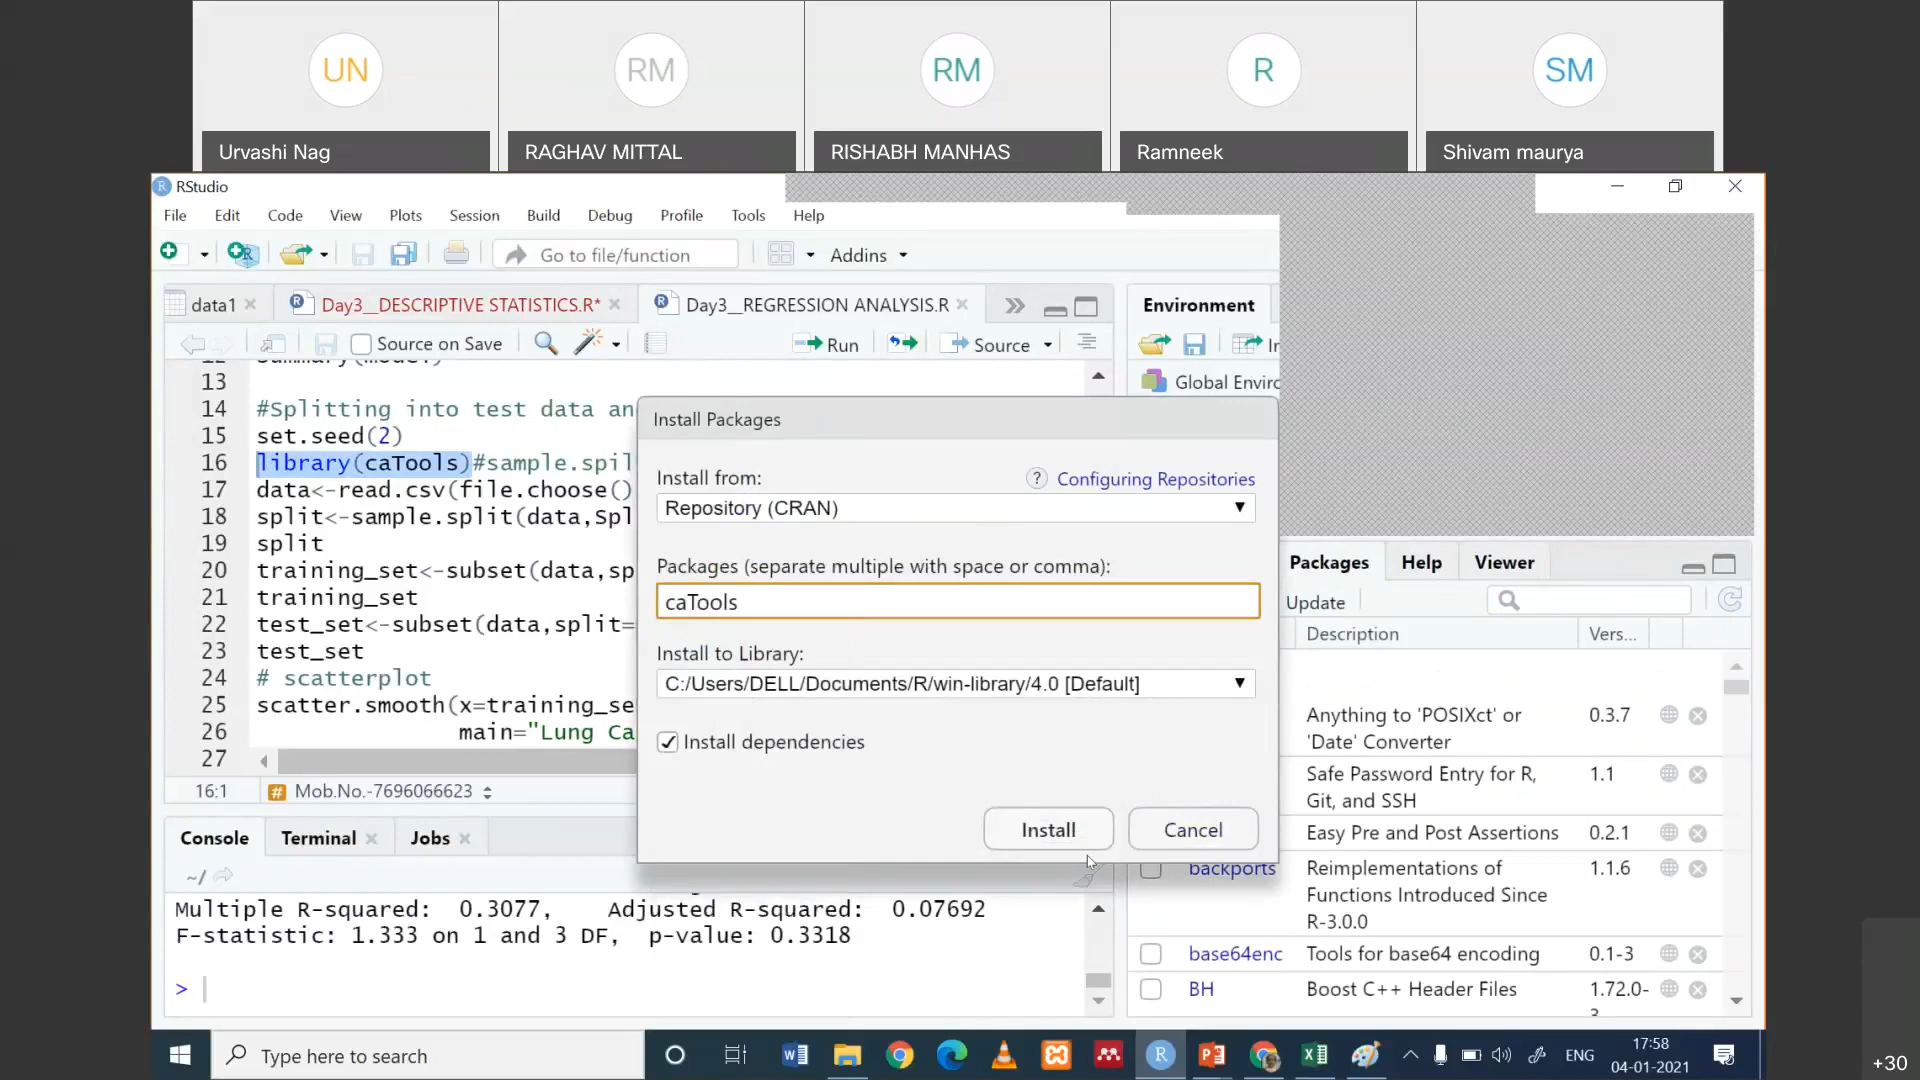 UN
RM
RM
R
SM
Urvashi Nag
RAGHAV MITTAL
RISHABH MANHAS
Ramneek
Shivam maurya
R RStudio
File Edit Code View Plots Session Build Debug Profile Tools Help
Go to file/function
Addins
data1
Day3__DESCRIPTIVE STATISTICS.R*
Day3__REGRESSION ANALYSIS.R
Source on Save
Run
Source
13
14 #Splitting into test data an
15 set.seed(2)
16 library(caTools)#sample.spil
17 data<-read.csv(file.choose()
18 split<-sample.split(data,Spl
19 split
20 training_set<-subset(data,sp
21 training_set
22 test_set<-subset(data,split=
23 test_set
24 # scatterplot
25 scatter.smooth(x=training_se
26 main="Lung Ca
27
16:1 # Mob.No.-7696066623
Install Packages
Install from:
? Configuring Repositories
Repository (CRAN)
Packages (separate multiple with space or comma):
caTools
Install to Library:
C:/Users/DELL/Documents/R/win-library/4.0 [Default]
Install dependencies
Install
Cancel
Environment
Global Enviro
Packages Help Viewer
Update
Description Vers...
Anything to 'POSIXct' or 0.3.7
'Date' Converter
Safe Password Entry for R, 1.1
Git, and SSH
Easy Pre and Post Assertions 0.2.1
backports Reimplementations of 1.1.6
Functions Introduced Since
R-3.0.0
base64enc Tools for base64 encoding 0.1-3
BH Boost C++ Header Files 1.72.0-
Console Terminal Jobs
~/
Multiple R-squared: 0.3077, Adjusted R-squared: 0.07692
F-statistic: 1.333 on 1 and 3 DF, p-value: 0.3318
>
Type here to search
ENG
17:58
04-01-2021
+30